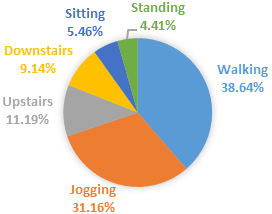 Standing
4.41%
Sitting
5.46%
Downstairs
9.14%
Upstairs
11.19%
Walking
38.64%
Jogging
31.16%